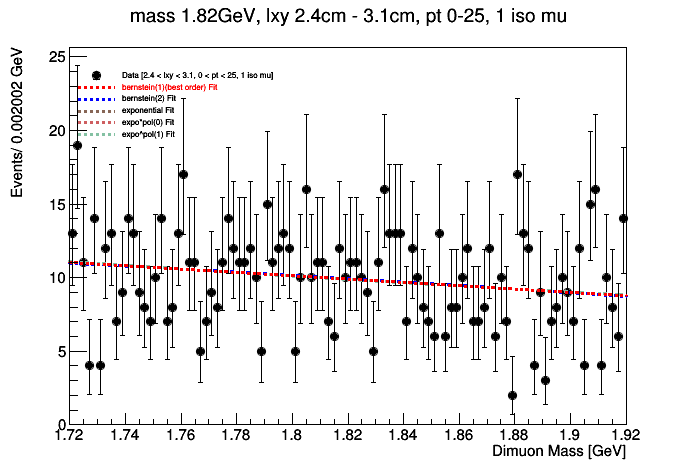 mass 1.82GeV, lxy 2.4cm - 3.1cm, pt 0-25, 1 iso mu
Events/ 0.002002 GeV
25
20
15
10
5
0
Data [2.4 < lxy < 3.1, 0 < pt < 25, 1 iso mu]
bernstein(1)(best order) Fit
bernstein(2) Fit
exponential Fit
expo*pol(0) Fit
expo*pol(1) Fit
1.72 1.74 1.76 1.78 1.8 1.82 1.84 1.86 1.88 1.9 1.92
Dimuon Mass [GeV]